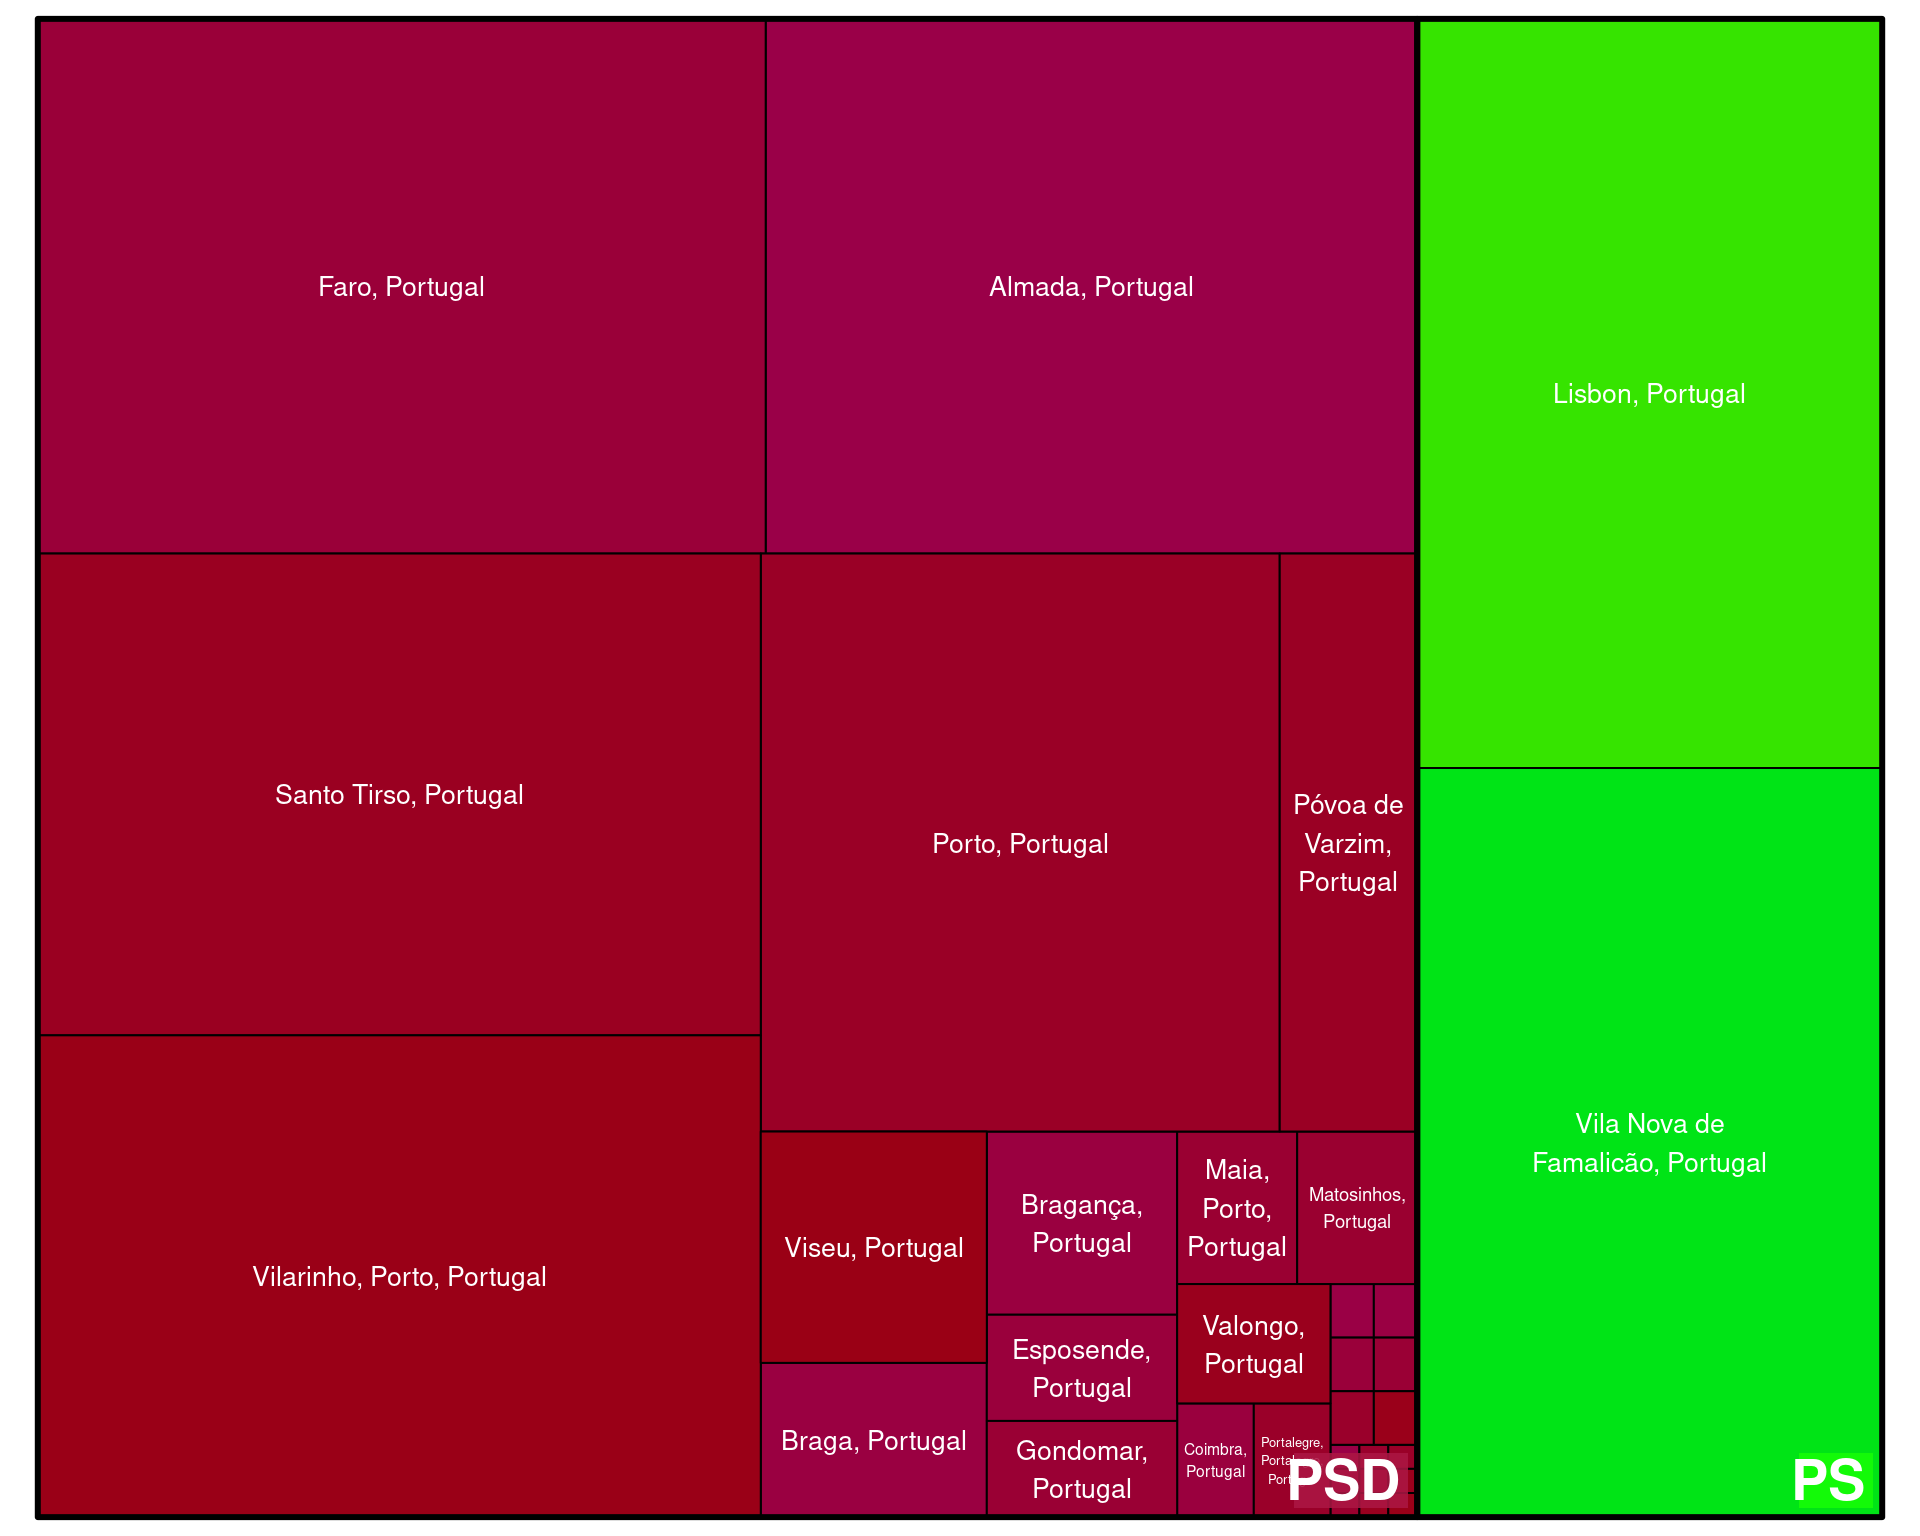 Faro, Portugal
Almada, Portugal
Lisbon, Portugal
Santo Tirso, Portugal
Porto, Portugal
Póvoa de
Varzim,
Portugal
Vila Nova de
Famalicão, Portugal
Vilarinho, Porto, Portugal
Viseu, Portugal
Bragança,
Portugal
Maia,
Porto,
Portugal
Matosinhos,
Portugal
Esposende,
Portugal
Valongo,
Portugal
Braga, Portugal
Gondomar,
Portugal
Coimbra,
Portugal
Portalegre,
PSD
PS